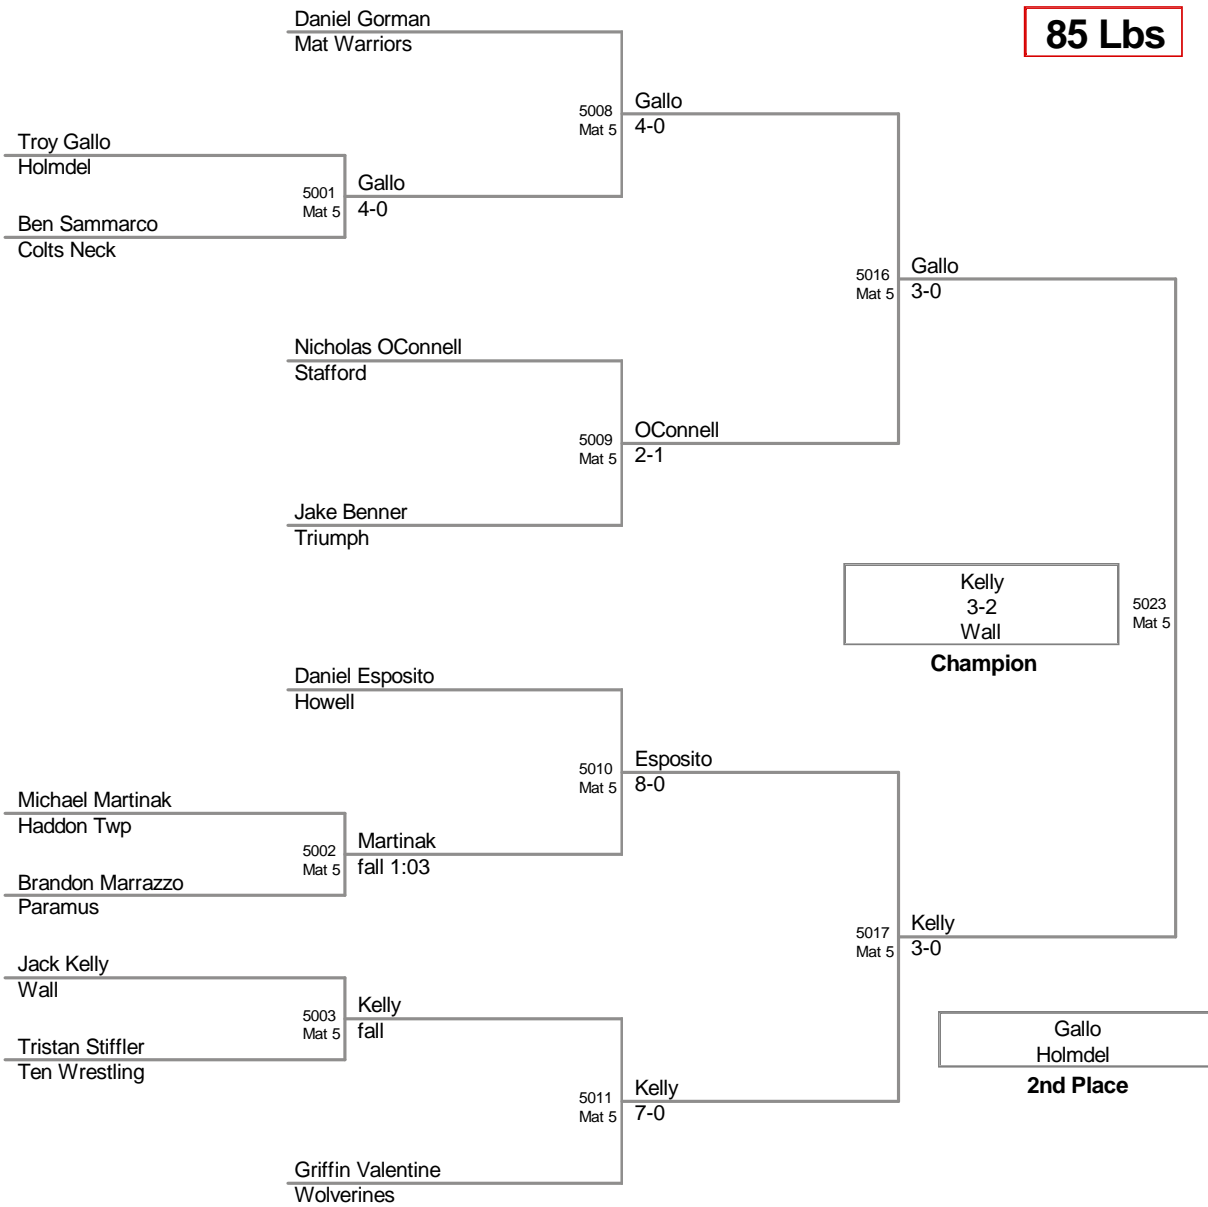 85 Lbs
Daniel Gorman
Mat Warriors
5008
Mat 5
Gallo
4-0
Troy Gallo
Holmdel
5001
Mat 5
Gallo
4-0
Ben Sammarco
Colts Neck
5016
Mat 5
Gallo
3-0
Nicholas OConnell
Stafford
5009
Mat 5
OConnell
2-1
Jake Benner
Triumph
Kelly
3-2
Wall
Champion
5023
Mat 5
Daniel Esposito
Howell
5010
Mat 5
Esposito
8-0
Michael Martinak
Haddon Twp
5002
Mat 5
Martinak
fall 1:03
Brandon Marrazzo
Paramus
5017
Mat 5
Kelly
3-0
Jack Kelly
Wall
5003
Mat 5
Kelly
fall
Tristan Stiffler
Ten Wrestling
Gallo
Holmdel
2nd Place
5011
Mat 5
Kelly
7-0
Griffin Valentine
Wolverines